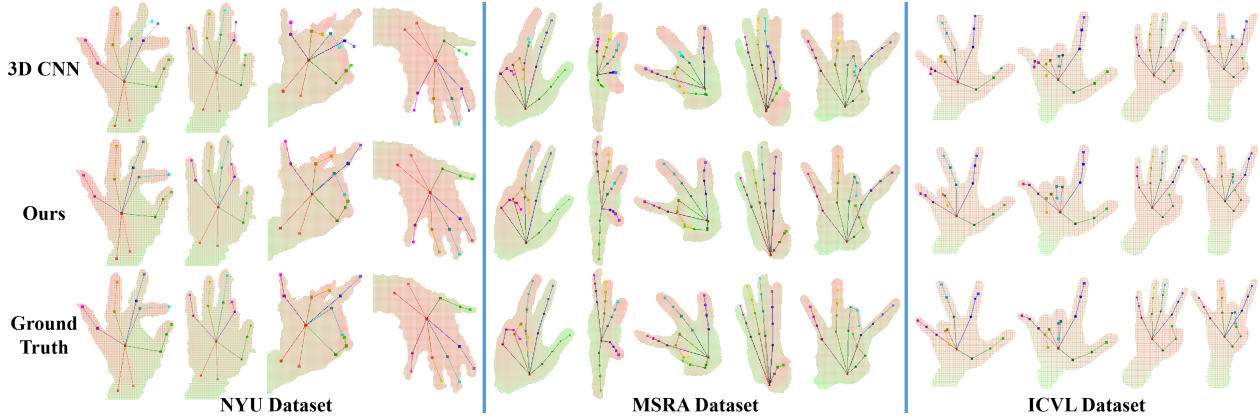 3D CNN
Ours
Ground
Truth
NYU Dataset
MSRA Dataset
ICVL Dataset